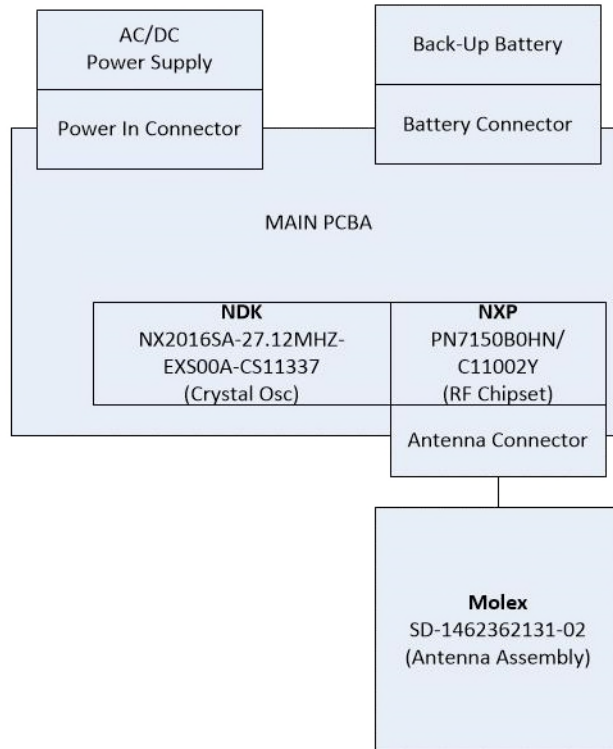 AC/DC
Power Supply
Power In Connector
Back-Up Battery
Battery Connector
MAIN PCBA
NDK
NX2016SA-27.12MHZ-
EXS00A-CS11337
(Crystal Osc)
NXP
PN7150B0HN/
C11002Y
(RF Chipset)
Antenna Connector
Molex
SD-1462362131-02
(Antenna Assembly)